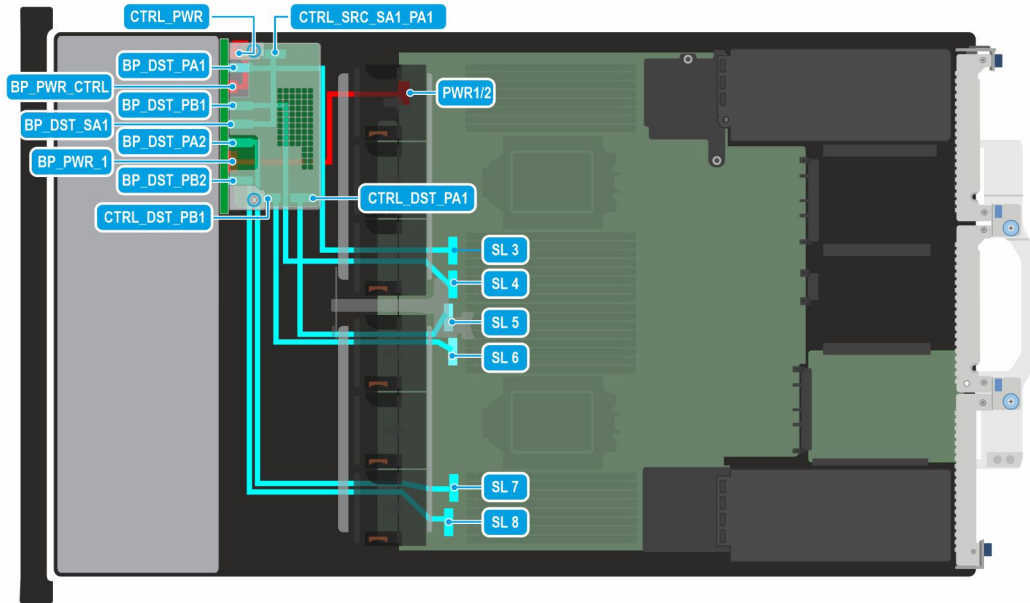 CTRL_PWR
CTRL_SRC_SA1_PA1
BP_DST_PA1
BP_PWR_CTRL
BP_DST_PB1
BP_DST_SA1
BP_DST_PA2
BP_PWR_1
BP_DST_PB2
CTRL_DST_PB1
CTRL_DST_PA1
PWR1/2
SL 3
SL 4
SL 5
SL 6
SL 7
SL 8